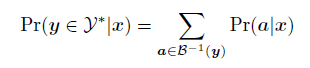 Pr(y ∈ 𝒴*|x) = ∑_{a∈ℬ⁻¹(y)} Pr(a|x)